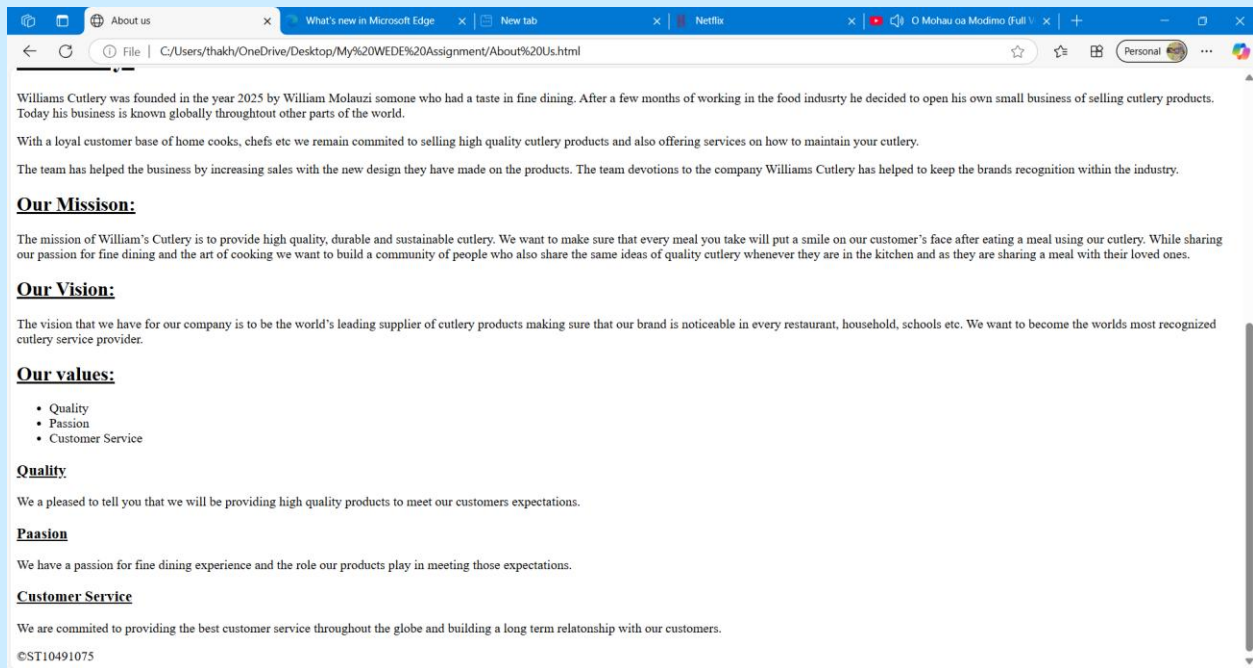 About us
What's new in Microsoft Edge
New tab
Netflix
O Mohau oa Modimo (Full V
File
C:/Users/thakh/OneDrive/Desktop/My%20WEDE%20Assignment/About%20Us.html
Personal
Williams Cutlery was founded in the year 2025 by William Molauzi somone who had a taste in fine dining. After a few months of working in the food indusrty he decided to open his own small business of selling cutlery products.
Today his business is known globally throughtout other parts of the world.
With a loyal customer base of home cooks, chefs etc we remain commited to selling high quality cutlery products and also offering services on how to maintain your cutlery.
The team has helped the business by increasing sales with the new design they have made on the products. The team devotions to the company Williams Cutlery has helped to keep the brands recognition within the industry.
Our Missison:
The mission of William's Cutlery is to provide high quality, durable and sustainable cutlery. We want to make sure that every meal you take will put a smile on our customer's face after eating a meal using our cutlery. While sharing
our passion for fine dining and the art of cooking we want to build a community of people who also share the same ideas of quality cutlery whenever they are in the kitchen and as they are sharing a meal with their loved ones.
Our Vision:
The vision that we have for our company is to be the world's leading supplier of cutlery products making sure that our brand is noticeable in every restaurant, household, schools etc. We want to become the worlds most recognized
cutlery service provider.
Our values:
• Quality
• Passion
• Customer Service
Quality
We a pleased to tell you that we will be providing high quality products to meet our customers expectations.
Paasion
We have a passion for fine dining experience and the role our products play in meeting those expectations.
Customer Service
We are commited to providing the best customer service throughout the globe and building a long term relatonship with our customers.
©ST10491075